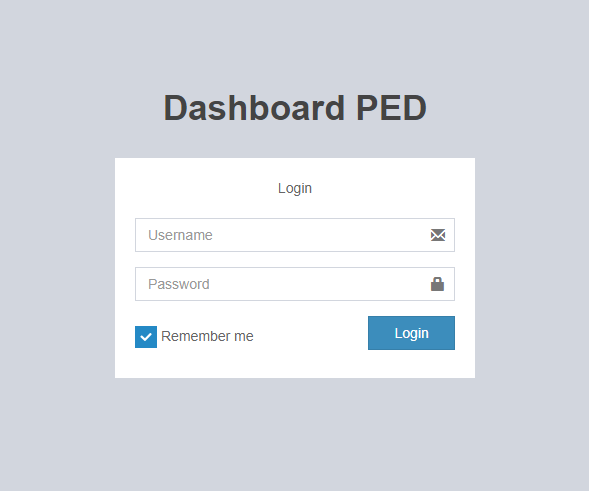 Dashboard PED
Login
Username
Password
Remember me
Login